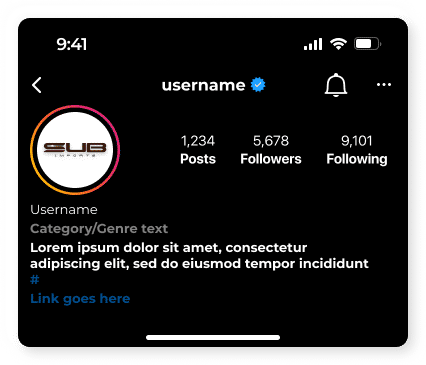 9:41
username
SUB
IMPORTS
1,234 5,678 9,101
Posts Followers Following
Username
Category/Genre text
Lorem ipsum dolor sit amet, consectetur
adipiscing elit, sed do eiusmod tempor incididunt
#
Link goes here